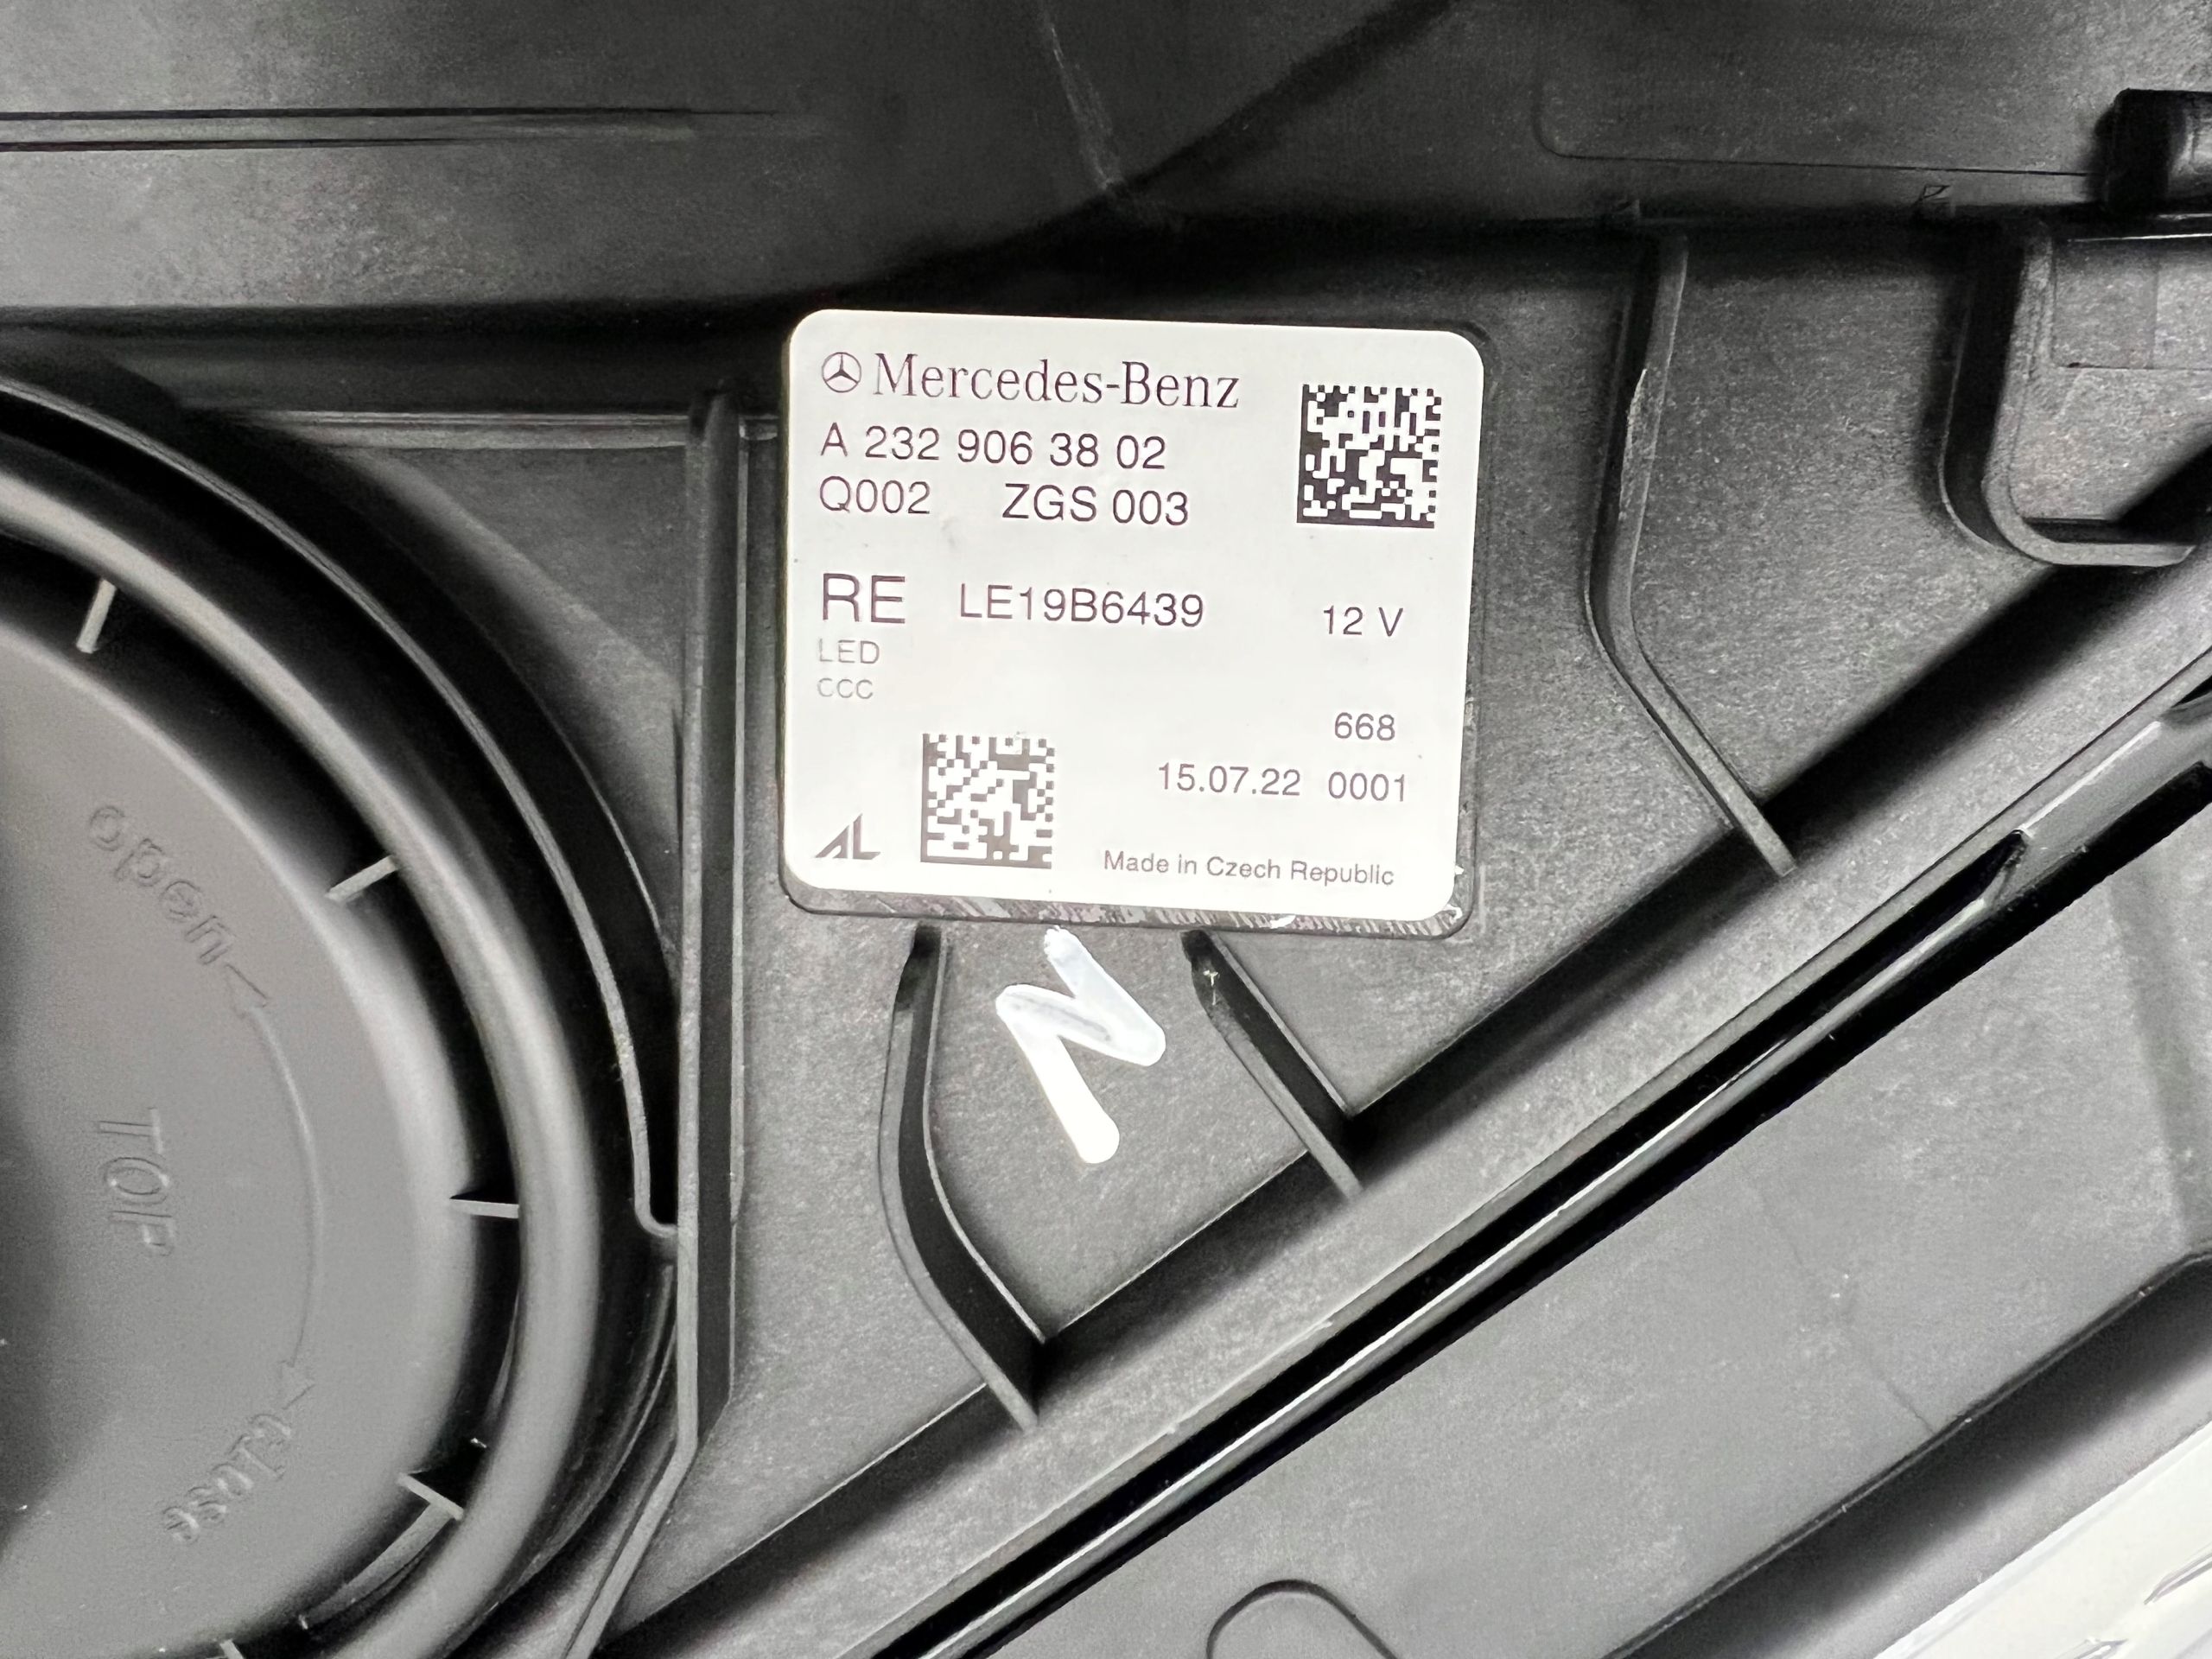 Mercedes-Benz
A 232 906 38 02
Q002 ZGS 003
RE LE19B6439 12 V
LED
CCC
668
15.07.22 0001
AL
Made in Czech Republic
N
open
TOP
close